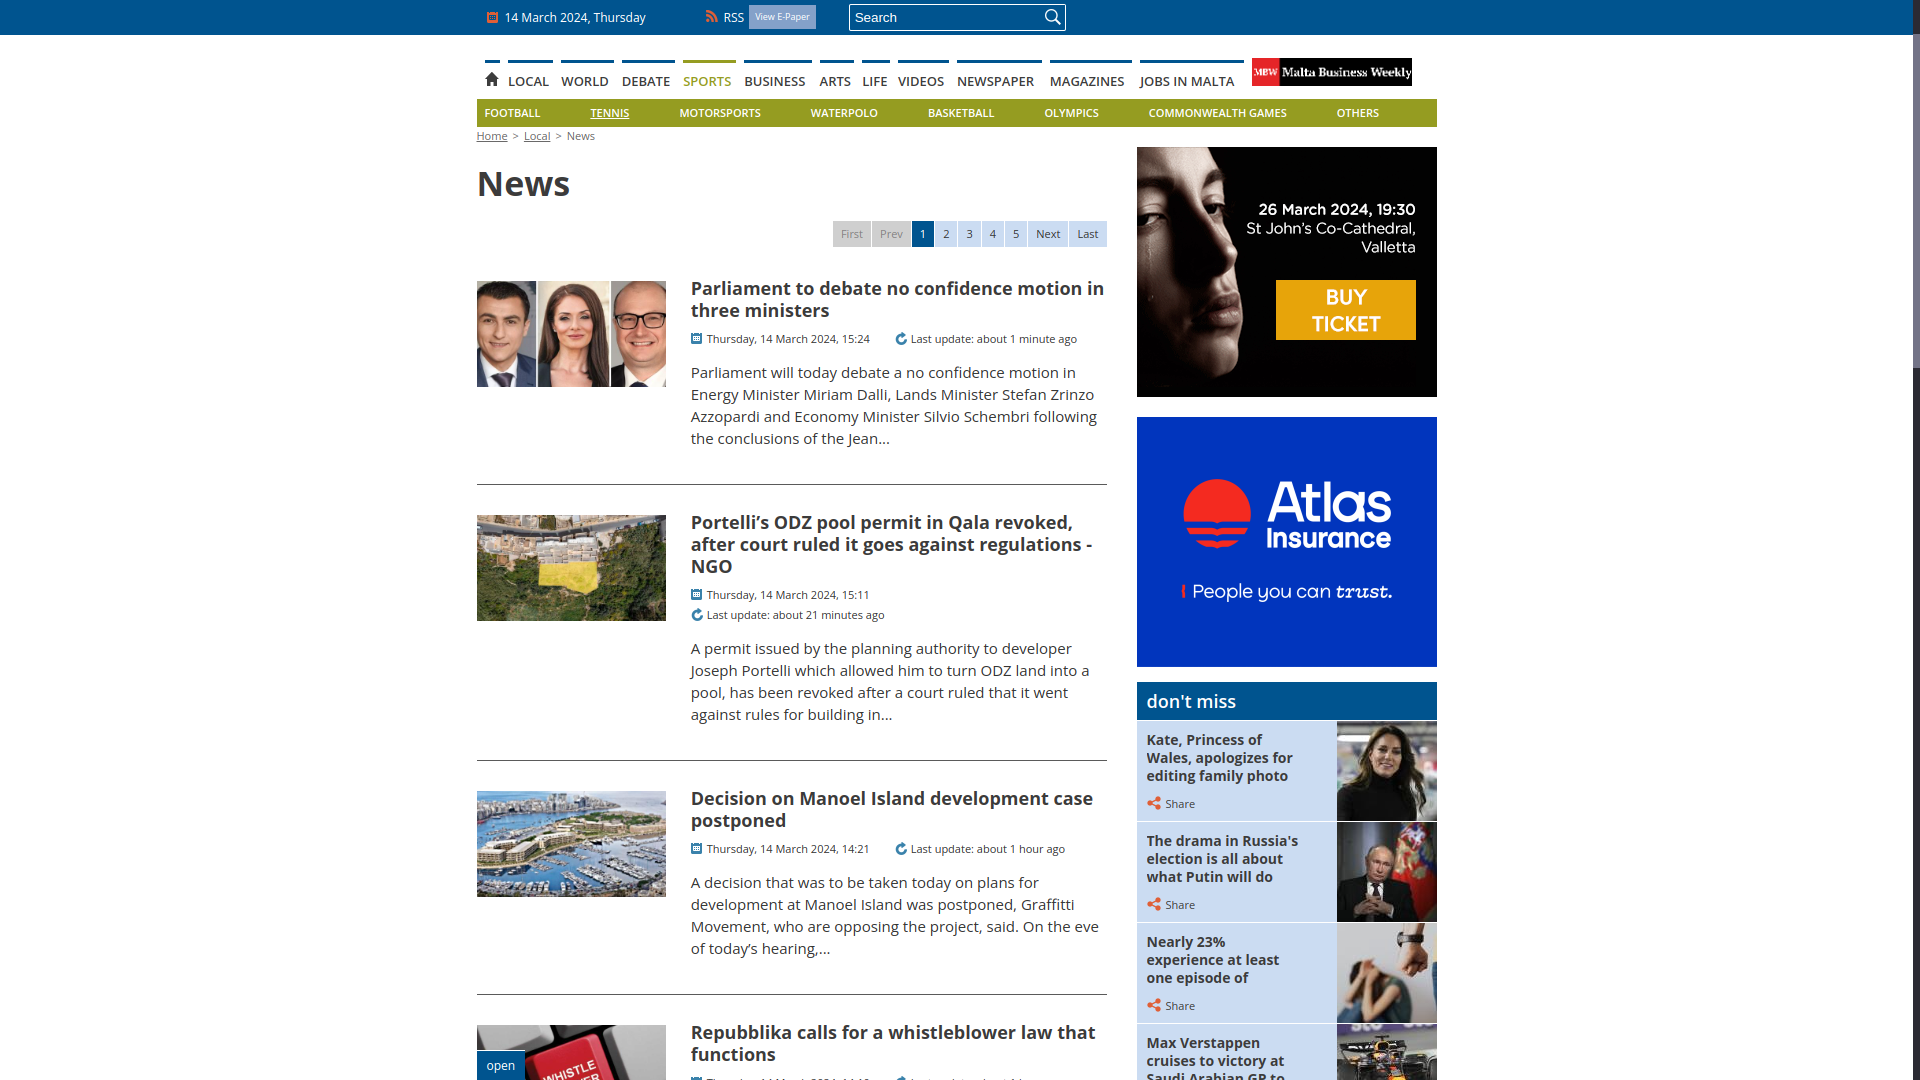 14 March 2024, Thursday
RSS
View E-Paper
Search
LOCAL WORLD DEBATE SPORTS BUSINESS ARTS LIFE VIDEOS NEWSPAPER MAGAZINES JOBS IN MALTA
MBW Malta Business Weekly
FOOTBALL TENNIS MOTORSPORTS WATERPOLO BASKETBALL OLYMPICS COMMONWEALTH GAMES OTHERS
Home > Local > News
News
First Prev 1 2 3 4 5 Next Last
Parliament to debate no confidence motion in
three ministers
Thursday, 14 March 2024, 15:24
Last update: about 1 minute ago
Parliament will today debate a no confidence motion in
Energy Minister Miriam Dalli, Lands Minister Stefan Zrinzo
Azzopardi and Economy Minister Silvio Schembri following
the conclusions of the Jean...
Portelli’s ODZ pool permit in Qala revoked,
after court ruled it goes against regulations -
NGO
Thursday, 14 March 2024, 15:11
Last update: about 21 minutes ago
A permit issued by the planning authority to developer
Joseph Portelli which allowed him to turn ODZ land into a
pool, has been revoked after a court ruled that it went
against rules for building in...
Decision on Manoel Island development case
postponed
Thursday, 14 March 2024, 14:21
Last update: about 1 hour ago
A decision that was to be taken today on plans for
development at Manoel Island was postponed, Graffitti
Movement, who are opposing the project, said. On the eve
of today’s hearing,...
Repubblika calls for a whistleblower law that
functions
WHISTLE
open
26 March 2024, 19:30
St John’s Co-Cathedral,
Valletta
BUY
TICKET
Atlas
Insurance
People you can trust.
don't miss
Kate, Princess of
Wales, apologizes for
editing family photo
Share
The drama in Russia's
election is all about
what Putin will do
Share
Nearly 23%
experience at least
one episode of
Share
Max Verstappen
cruises to victory at
Saudi Arabian GP to